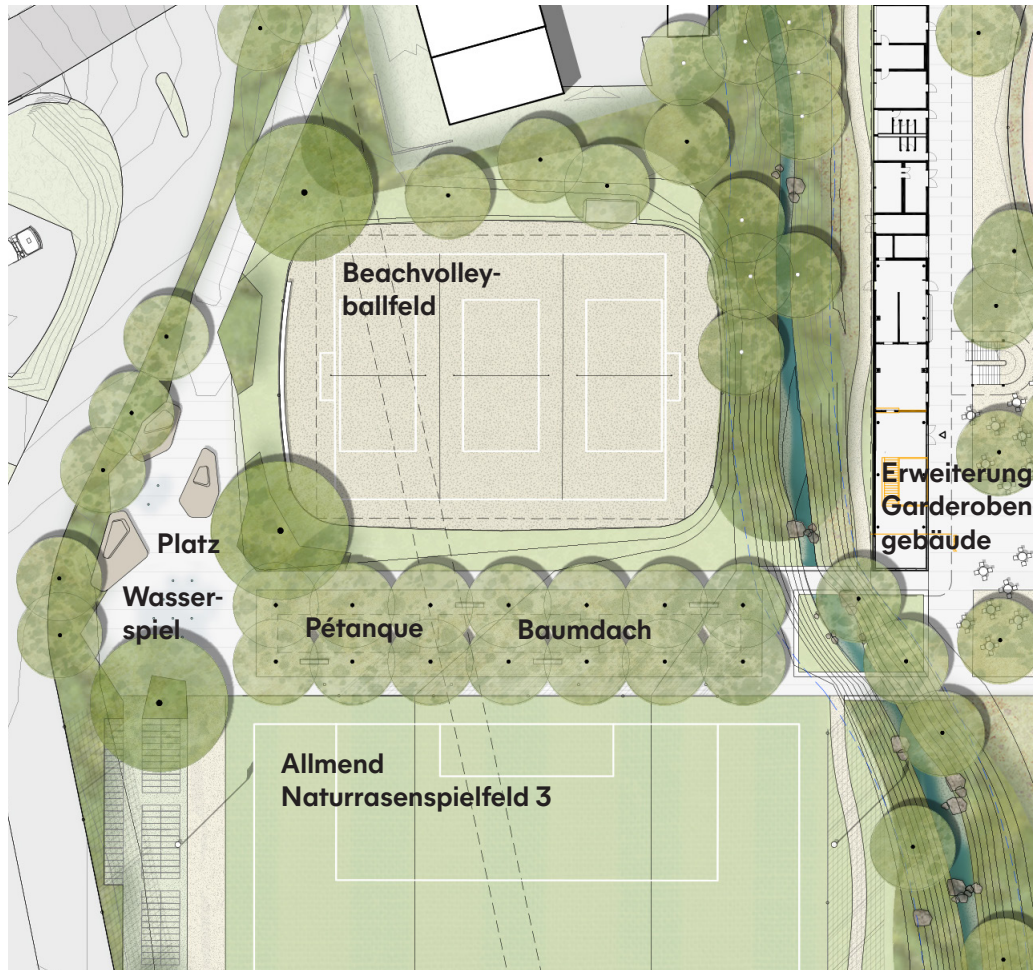 Beachvolley-
ballfeld
Erweiterung
Garderoben
gebäude
Platz
Wasser-
spiel
Pétanque
Baumdach
Allmend
Naturrasenspielfeld 3